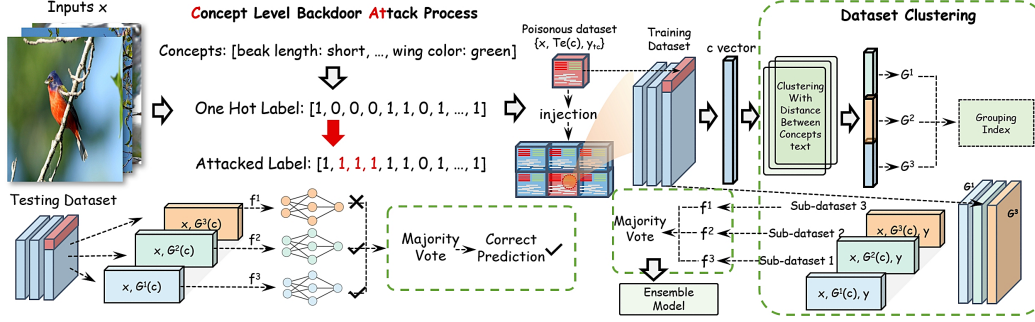 Inputs x
Concept Level Backdoor Attack Process
Concepts: [beak length: short, ..., wing color: green]
One Hot Label: [1, 0, 0, 0, 1, 1, 0, 1, ... 1]
Attacked Label: [1, 1, 1, 1, 1, 1, 0, 1, ... 1]
Poisonous dataset
{x, Te(c), ytc}
injection
Training
Dataset
c vector
Dataset Clustering
Clustering
With
Distance
Between
Concepts
text
G¹
G²
G³
Grouping
Index
Testing Dataset
x, G³(c)
x, G²(c)
x, G¹(c)
f¹
f²
f³
Majority
Vote
Correct
Prediction
Majority
Vote
f¹
f²
f³
Ensemble
Model
Sub-dataset 3
Sub-dataset 2
Sub-dataset 1
x, G³(c), y
x, G²(c), y
x, G¹(c), y
G¹
G³